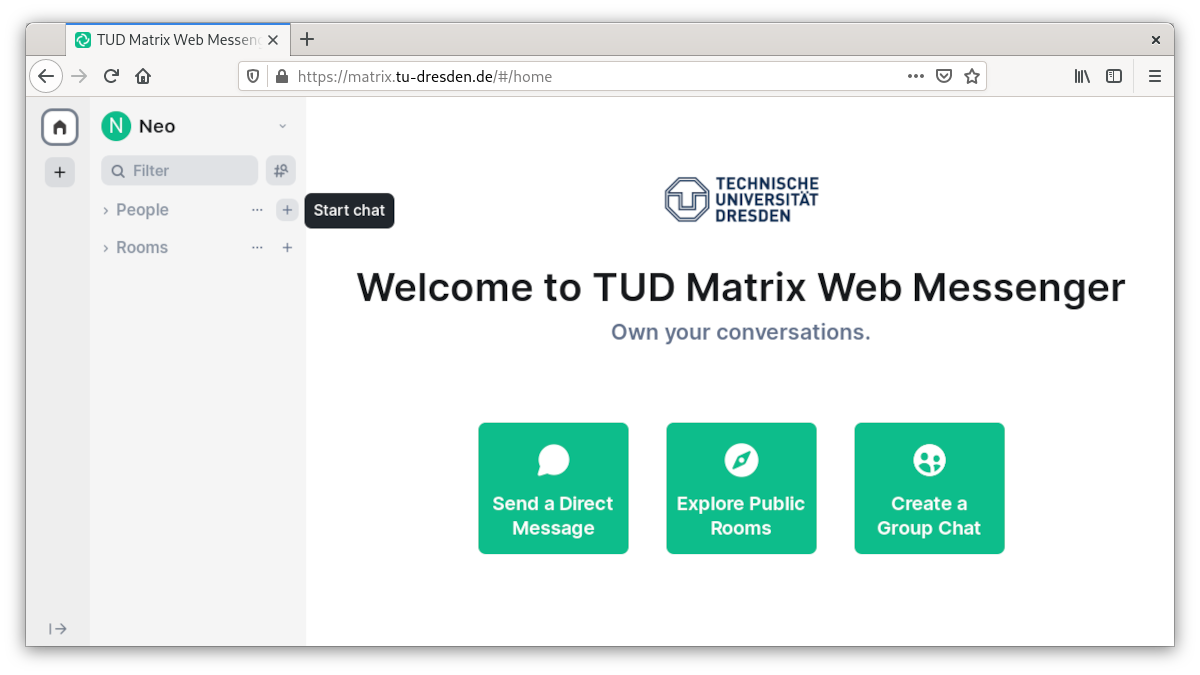 TUD Matrix Web Messeng
https://matrix.tu-dresden.de/#/home
N Neo
Filter
People
Start chat
Rooms
TECHNISCHE
UNIVERSITÄT
DRESDEN
Welcome to TUD Matrix Web Messenger
Own your conversations.
Send a Direct
Message
Explore Public
Rooms
Create a
Group Chat